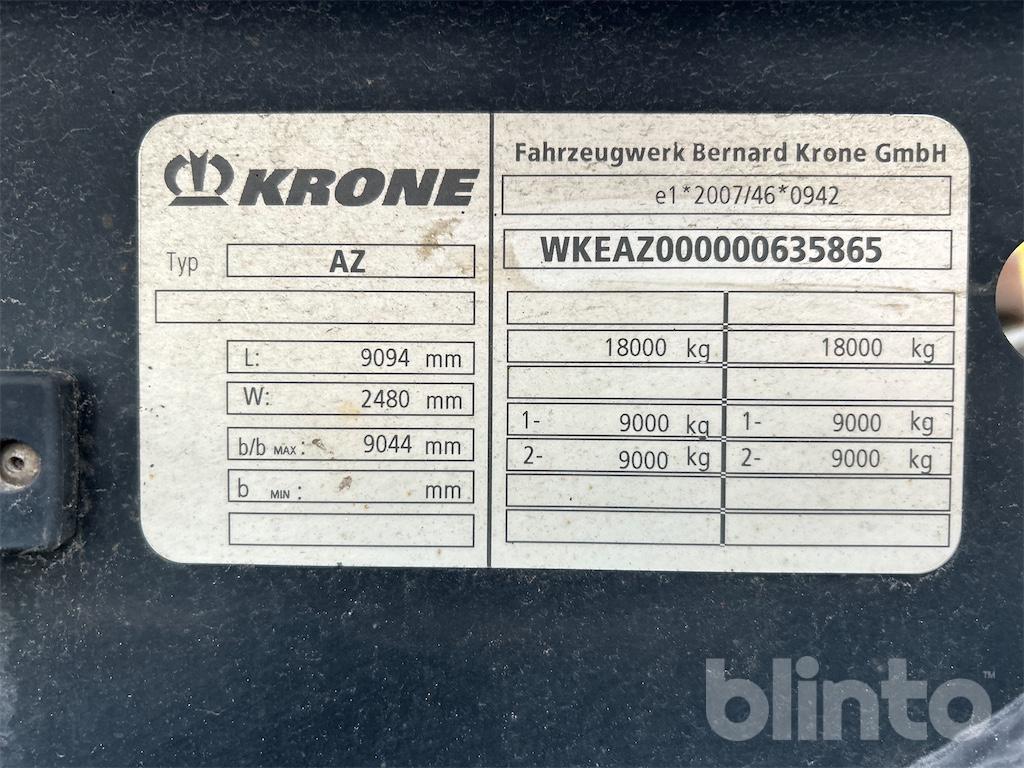 KRONE
Typ AZ
L: 9094 mm
W: 2480 mm
b/b MAX: 9044 mm
b MIN: mm
Fahrzeugwerk Bernard Krone GmbH
e1*2007/46*0942
WKEAZ000000635865
18000 kg 18000 kg
1- 9000 kg 1- 9000 kg
2- 9000 kg 2- 9000 kg
blinto™